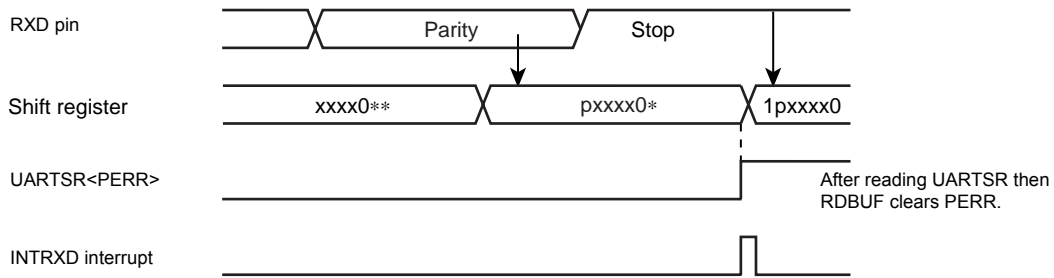 RXD pin
Parity
Stop
Shift register
xxxx0**
pxxxx0*
1pxxxx0
UARTSR<PERR>
After reading UARTSR then
RDBUF clears PERR.
INTRXD interrupt